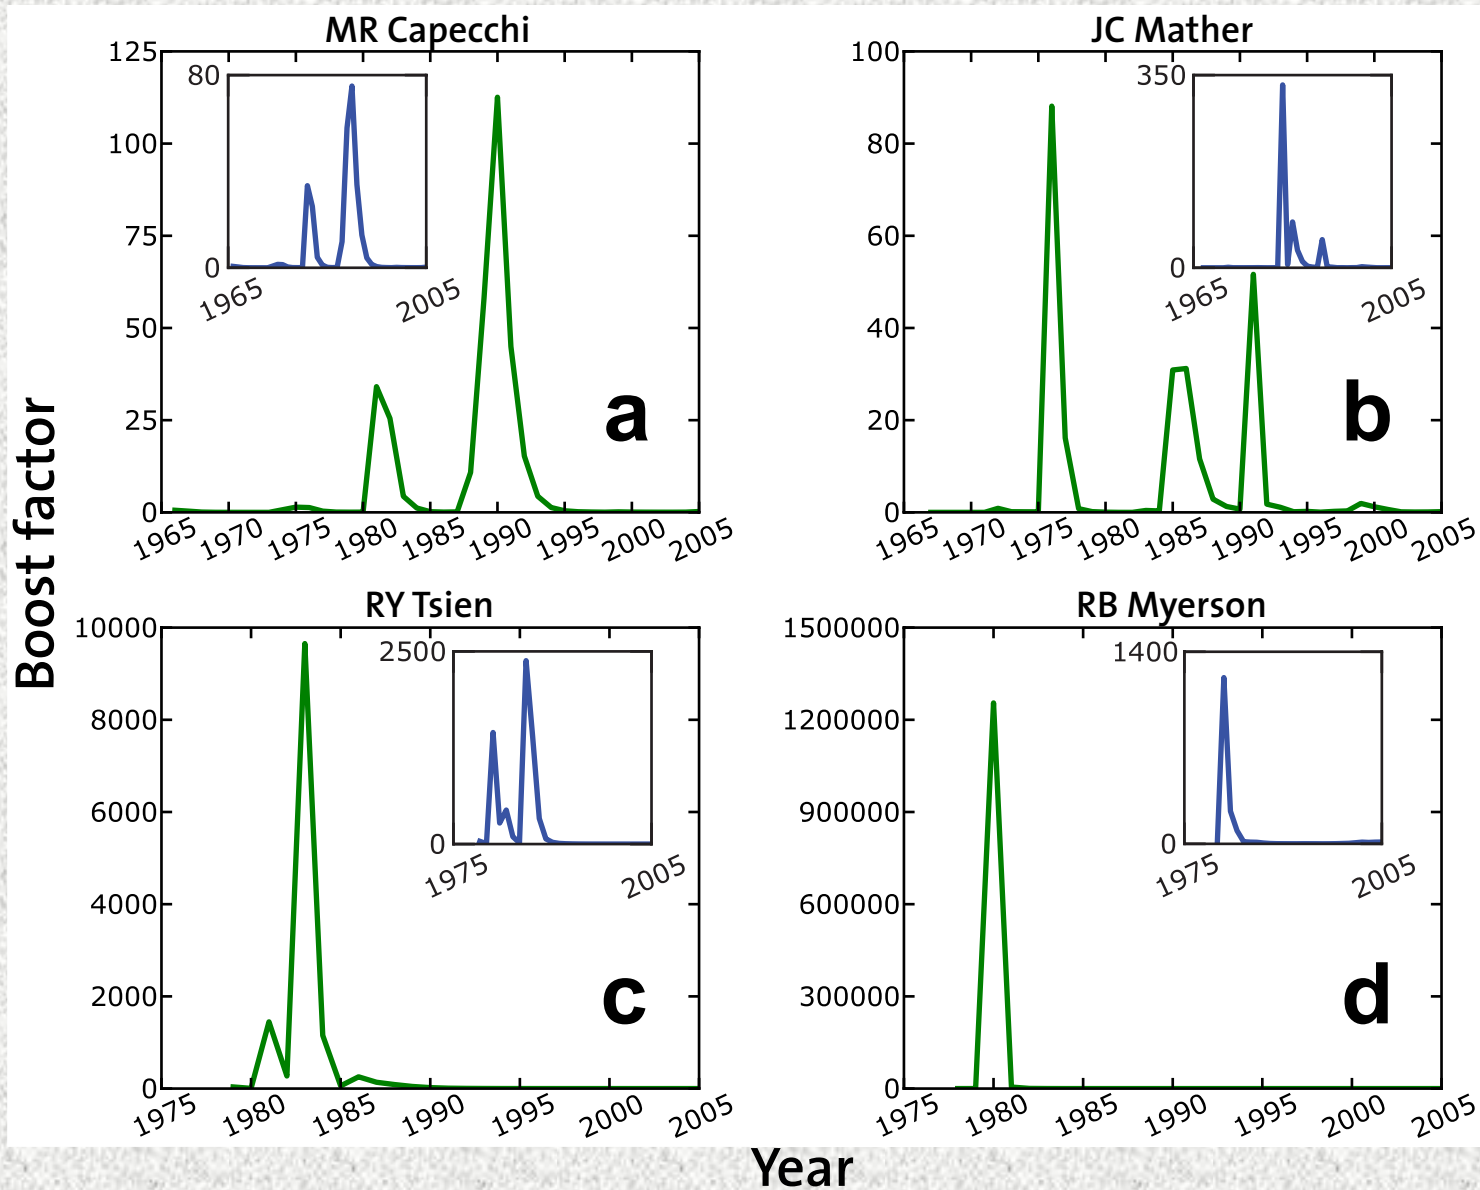 MR Capecchi
125
100
75
50
25
0
1965 1970 1975 1980 1985 1990 1995 2000 2005
80
0
1965 2005
a
JC Mather
100
80
60
40
20
0
1965 1970 1975 1980 1985 1990 1995 2000 2005
350
0
1965 2005
b
Boost factor
RY Tsien
10000
8000
6000
4000
2000
0
1975 1980 1985 1990 1995 2000 2005
2500
0
1975 2005
c
RB Myerson
1500000
1200000
900000
600000
300000
0
1975 1980 1985 1990 1995 2000 2005
1400
0
1975 2005
d
Year